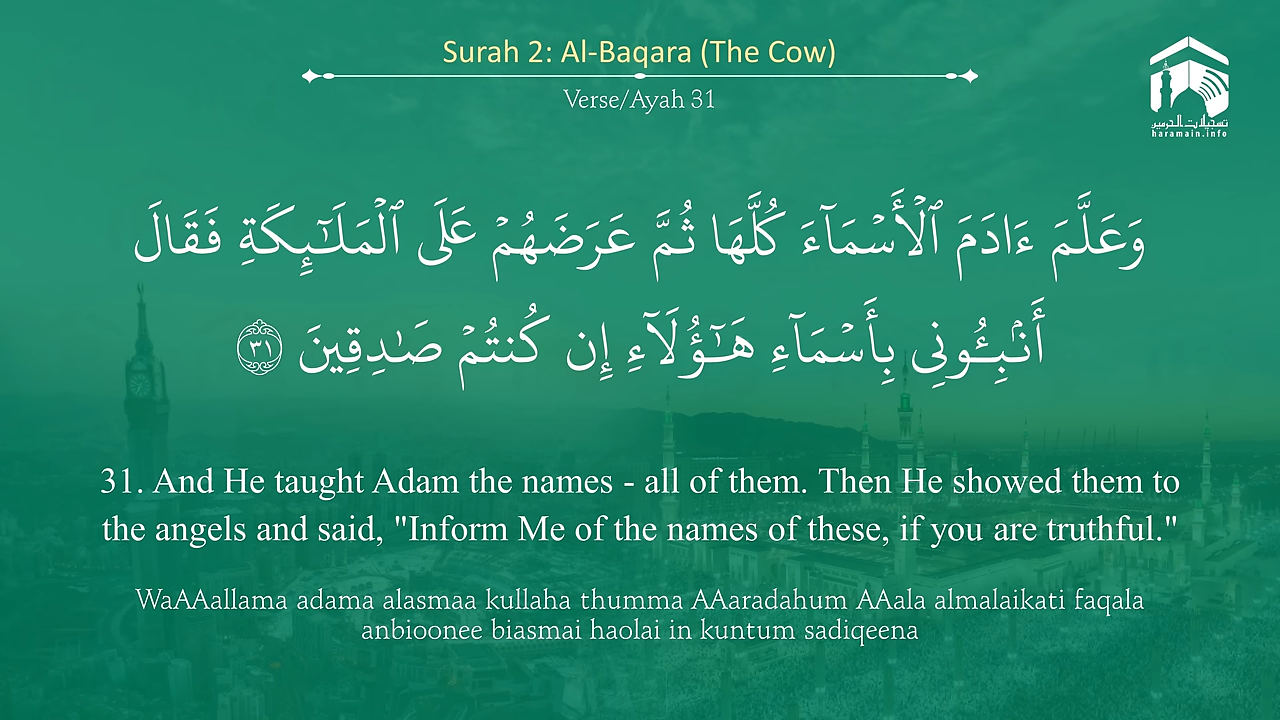 Surah 2: Al-Baqara (The Cow)
Verse/Ayah 31
تسجيلات الحرمين
haramain.info
وَعَلَّمَ ءَادَمَ ٱلْأَسْمَآءَ كُلَّهَا ثُمَّ عَرَضَهُمْ عَلَى ٱلْمَلَـٰٓئِكَةِ فَقَالَ
أَنۢبِـُٔونِى بِأَسْمَآءِ هَـٰٓؤُلَآءِ إِن كُنتُمْ صَـٰدِقِينَ ٣١
31. And He taught Adam the names - all of them. Then He showed them to
the angels and said, "Inform Me of the names of these, if you are truthful."
WaAAallama adama alasmaa kullaha thumma AAaradahum AAala almalaikati faqala
anbioonee biasmai haolai in kuntum sadiqeena